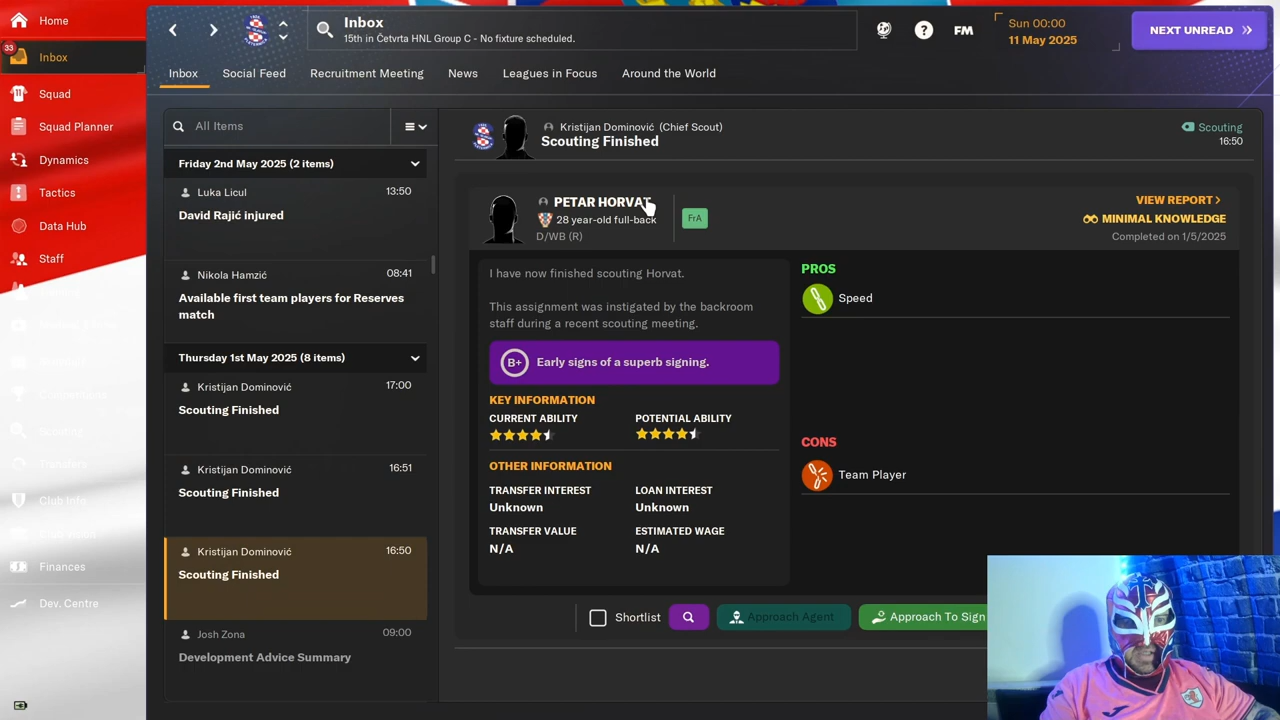 Home
33
Inbox
Squad
Squad Planner
Dynamics
Tactics
Data Hub
Staff
Transfers
Club Info
Club Vision
Finances
Dev. Centre
Inbox
15th in Četvrta HNL Group C - No fixture scheduled.
FM
Sun 00:00
11 May 2025
NEXT UNREAD
Inbox
Social Feed
Recruitment Meeting
News
Leagues in Focus
Around the World
All Items
Friday 2nd May 2025 (2 items)
Luka Licul
13:50
David Rajić injured
Nikola Hamzić
08:41
Available first team players for Reserves
match
Thursday 1st May 2025 (8 items)
Kristijan Dominović
17:00
Scouting Finished
Kristijan Dominović
16:51
Scouting Finished
Kristijan Dominović
16:50
Scouting Finished
Josh Zona
09:00
Development Advice Summary
Kristijan Dominović (Chief Scout)
Scouting Finished
Scouting
16:50
PETAR HORVAT
28 year-old full-back
D/WB (R)
FrA
VIEW REPORT >
MINIMAL KNOWLEDGE
Completed on 1/5/2025
I have now finished scouting Horvat.
This assignment was instigated by the backroom
staff during a recent scouting meeting.
B+
Early signs of a superb signing.
KEY INFORMATION
CURRENT ABILITY
POTENTIAL ABILITY
OTHER INFORMATION
TRANSFER INTEREST
LOAN INTEREST
Unknown
Unknown
TRANSFER VALUE
ESTIMATED WAGE
N/A
N/A
PROS
Speed
CONS
Team Player
Shortlist
Approach Agent
Approach To Sign